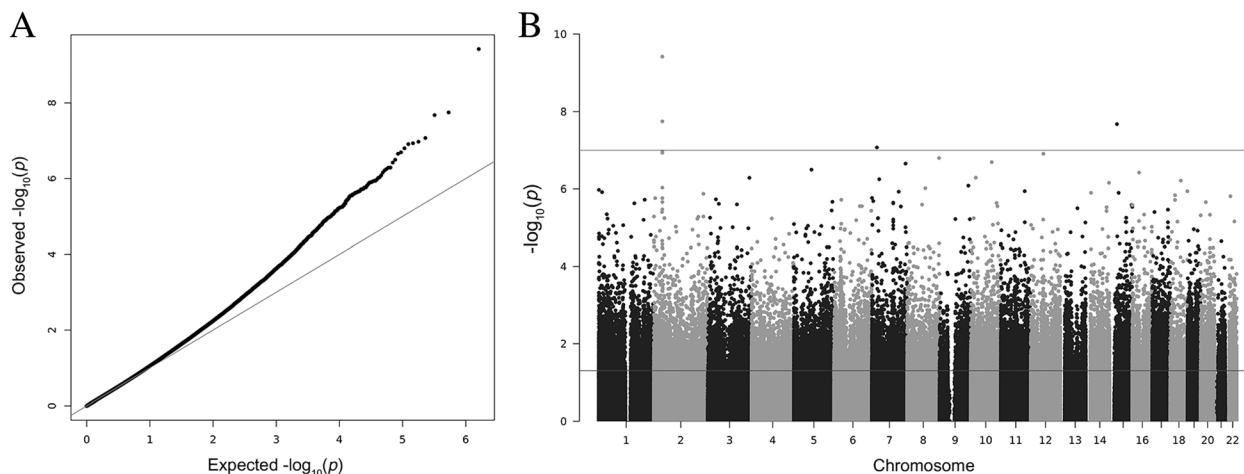 A
Observed -log10(p)
0 2 4 6 8
0 1 2 3 4 5 6
Expected -log10(p)
B
-log10(p)
10
8
6
4
2
0
1 2 3 4 5 6 7 8 9 10 11 12 13 14 16 18 20 22
Chromosome